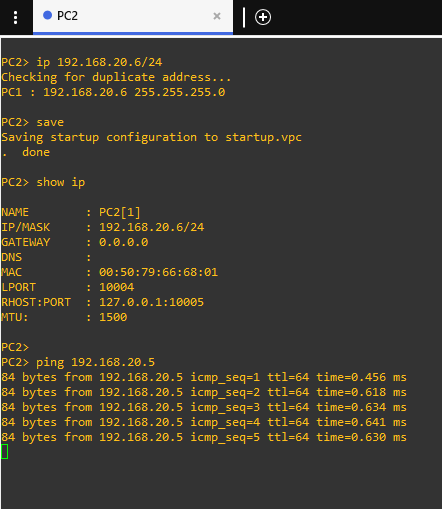 PC2
PC2> ip 192.168.20.6/24
Checking for duplicate address...
PC1 : 192.168.20.6 255.255.255.0
PC2> save
Saving startup configuration to startup.vpc
.  done
PC2> show ip
NAME        : PC2[1]
IP/MASK     : 192.168.20.6/24
GATEWAY     : 0.0.0.0
DNS         :
MAC         : 00:50:79:66:68:01
LPORT       : 10004
RHOST:PORT  : 127.0.0.1:10005
MTU:        : 1500
PC2>
PC2> ping 192.168.20.5
84 bytes from 192.168.20.5 icmp_seq=1 ttl=64 time=0.456 ms
84 bytes from 192.168.20.5 icmp_seq=2 ttl=64 time=0.618 ms
84 bytes from 192.168.20.5 icmp_seq=3 ttl=64 time=0.634 ms
84 bytes from 192.168.20.5 icmp_seq=4 ttl=64 time=0.641 ms
84 bytes from 192.168.20.5 icmp_seq=5 ttl=64 time=0.630 ms